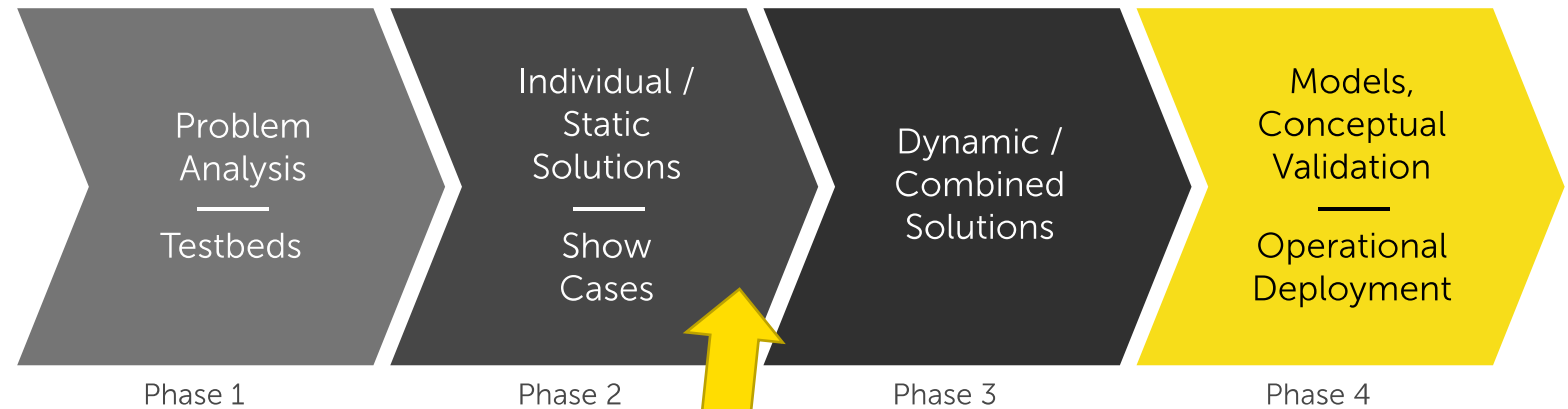 Problem
Analysis
Testbeds
Individual /
Static
Solutions
Show
Cases
Dynamic /
Combined
Solutions
Models,
Conceptual
Validation
Operational
Deployment
Phase 1
Phase 2
Phase 3
Phase 4